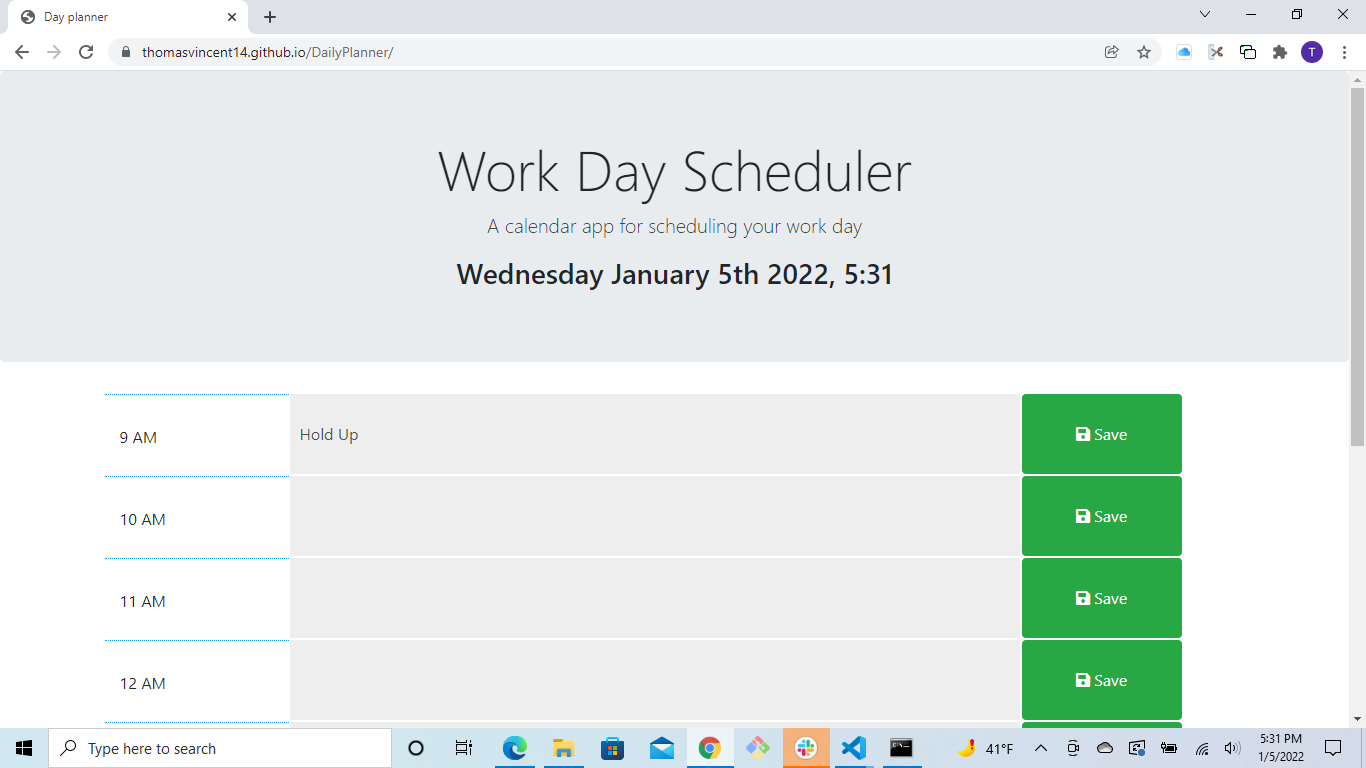 Day planner
thomasvincent14.github.io/DailyPlanner/
T
Work Day Scheduler
A calendar app for scheduling your work day
Wednesday January 5th 2022, 5:31
9 AM
Hold Up
Save
10 AM
Save
11 AM
Save
12 AM
Save
Type here to search
41°F
5:31 PM
1/5/2022